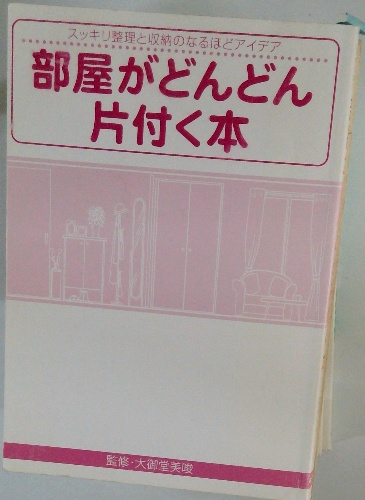 スッキリ整理と収納のなるほどアイデア
部屋がどんどん
片付く本
監修・大御堂美唆